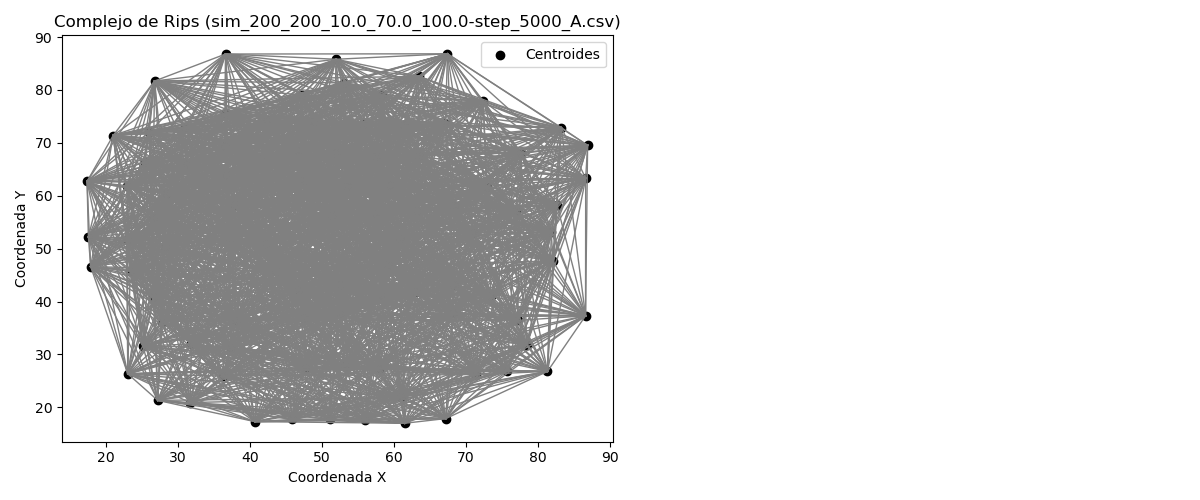 Complejo de Rips (sim_200_200_10.0_70.0_100.0-step_5000_A.csv)
90
80
70
60
50
40
30
20
Coordenada Y
Centroides
20 30 40 50 60 70 80 90
Coordenada X